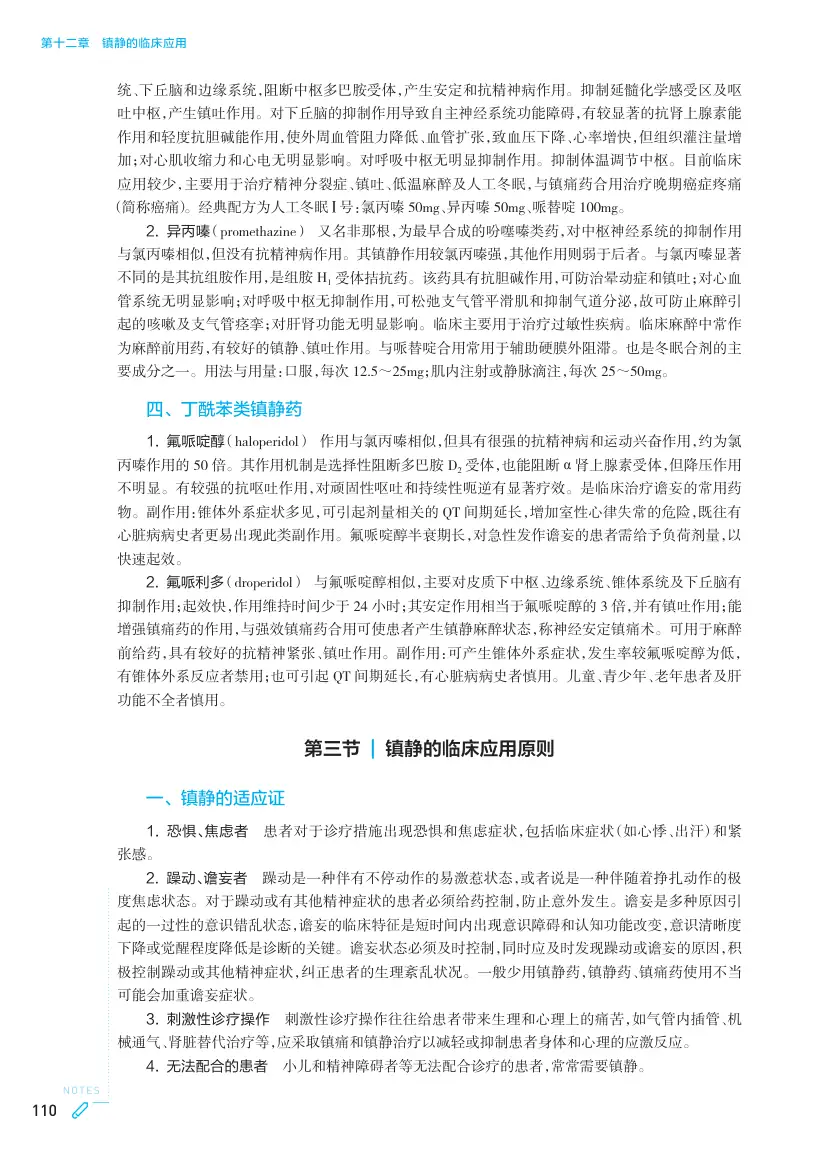 第十二章 镇静的临床应用
统、下丘脑和边缘系统,阻断中枢多巴胺受体,产生安定和抗精神病作用。抑制延髓化学感受区及呕
吐中枢,产生镇吐作用。对下丘脑的抑制作用导致自主神经系统功能障碍,有较显著的抗肾上腺素能
作用和轻度抗胆碱能作用,使外周血管阻力降低、血管扩张,致血压下降、心率增快,但组织灌注量增
加;对心肌收缩力和心电无明显影响。对呼吸中枢无明显抑制作用。抑制体温调节中枢。目前临床
应用较少,主要用于治疗精神分裂症、镇吐、低温麻醉及人工冬眠,与镇痛药合用治疗晚期癌症疼痛
(简称癌痛)。经典配方为人工冬眠Ⅰ号:氯丙嗪 50mg、异丙嗪 50mg、哌替啶 100mg。
2. 异丙嗪(promethazine) 又名非那根,为最早合成的吩噻嗪类药,对中枢神经系统的抑制作用
与氯丙嗪相似,但没有抗精神病作用。其镇静作用较氯丙嗪强,其他作用则弱于后者。与氯丙嗪显著
不同的是其抗组胺作用,是组胺 H₁ 受体拮抗药。该药具有抗胆碱作用,可防治晕动症和镇吐;对心血
管系统无明显影响;对呼吸中枢无抑制作用,可松弛支气管平滑肌和抑制气道分泌,故可防止麻醉引
起的咳嗽及支气管痉挛;对肝肾功能无明显影响。临床主要用于治疗过敏性疾病。临床麻醉中常作
为麻醉前用药,有较好的镇静、镇吐作用。与哌替啶合用常用于辅助硬膜外阻滞。也是冬眠合剂的主
要成分之一。用法与用量:口服,每次 12.5～25mg;肌内注射或静脉滴注,每次 25～50mg。
四、丁酰苯类镇静药
1. 氟哌啶醇(haloperidol) 作用与氯丙嗪相似,但具有很强的抗精神病和运动兴奋作用,约为氯
丙嗪作用的 50 倍。其作用机制是选择性阻断多巴胺 D₂ 受体,也能阻断 α 肾上腺素受体,但降压作用
不明显。有较强的抗呕吐作用,对顽固性呕吐和持续性呃逆有显著疗效。是临床治疗谵妄的常用药
物。副作用:锥体外系症状多见,可引起剂量相关的 QT 间期延长,增加室性心律失常的危险,既往有
心脏病病史者更易出现此类副作用。氟哌啶醇半衰期长,对急性发作谵妄的患者需给予负荷剂量,以
快速起效。
2. 氟哌利多(droperidol) 与氟哌啶醇相似,主要对皮质下中枢、边缘系统、锥体系统及下丘脑有
抑制作用;起效快,作用维持时间少于 24 小时;其安定作用相当于氟哌啶醇的 3 倍,并有镇吐作用;能
增强镇痛药的作用,与强效镇痛药合用可使患者产生镇静麻醉状态,称神经安定镇痛术。可用于麻醉
前给药,具有较好的抗精神紧张、镇吐作用。副作用:可产生锥体外系症状,发生率较氟哌啶醇为低,
有锥体外系反应者禁用;也可引起 QT 间期延长,有心脏病病史者慎用。儿童、青少年、老年患者及肝
功能不全者慎用。
第三节 | 镇静的临床应用原则
一、镇静的适应证
1. 恐惧、焦虑者 患者对于诊疗措施出现恐惧和焦虑症状,包括临床症状(如心悸、出汗)和紧
张感。
2. 躁动、谵妄者 躁动是一种伴有不停动作的易激惹状态,或者说是一种伴随着挣扎动作的极
度焦虑状态。对于躁动或有其他精神症状的患者必须给药控制,防止意外发生。谵妄是多种原因引
起的一过性的意识错乱状态,谵妄的临床特征是短时间内出现意识障碍和认知功能改变,意识清晰度
下降或觉醒程度降低是诊断的关键。谵妄状态必须及时控制,同时应及时发现躁动或谵妄的原因,积
极控制躁动或其他精神症状,纠正患者的生理紊乱状况。一般少用镇静药,镇静药、镇痛药使用不当
可能会加重谵妄症状。
3. 刺激性诊疗操作 刺激性诊疗操作往往给患者带来生理和心理上的痛苦,如气管内插管、机
械通气、肾脏替代治疗等,应采取镇痛和镇静治疗以减轻或抑制患者身体和心理的应激反应。
4. 无法配合的患者 小儿和精神障碍者等无法配合诊疗的患者,常常需要镇静。
NOTES
110